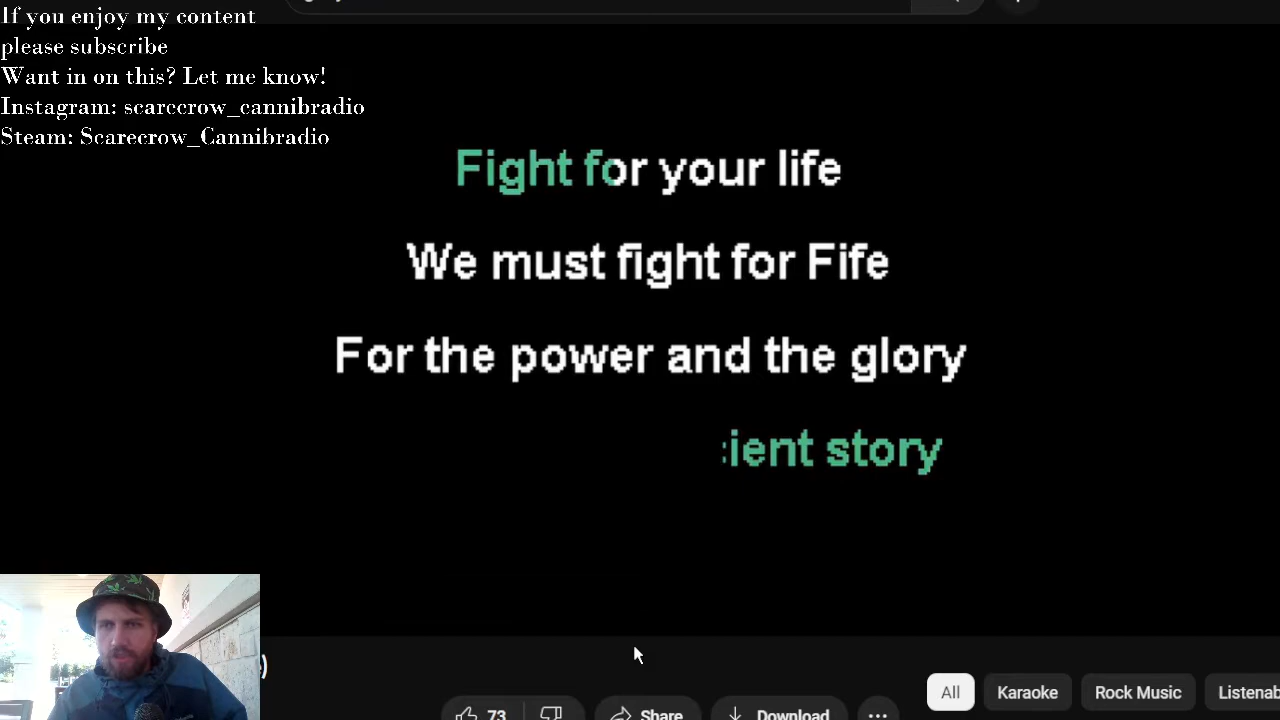 If you enjoy my content
please subscribe
Want in on this? Let me know!
Instagram: scarecrow_cannibradio
Steam: Scarecrow_Cannibradio
Fight for your life
We must fight for Fife
For the power and the glory
story
All
Karaoke
Rock Music
73
Share
Download